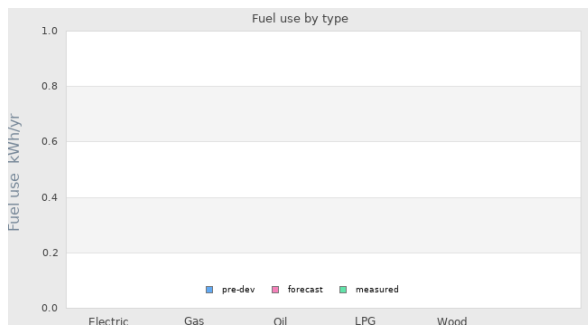 Fuel use by type
1.0
0.8
0.6
0.4
0.2
0.0
Fuel use kWh/yr
pre-dev forecast measured
Electric Gas Oil LPG Wood